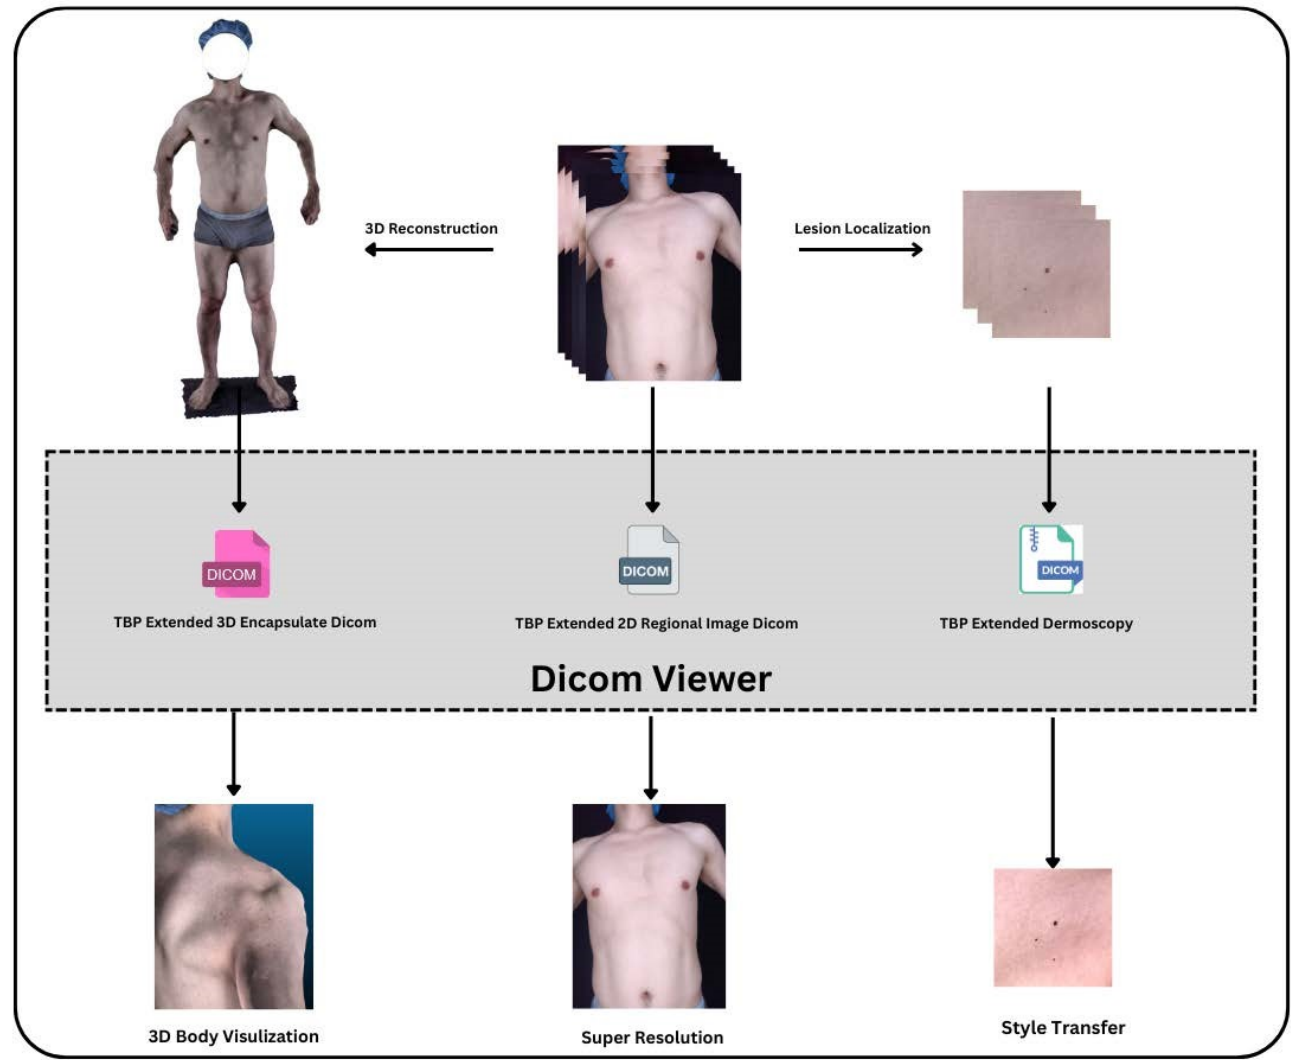 3D Reconstruction
Lesion Localization
DICOM
DICOM
DICOM
TBP Extended 3D Encapsulate Dicom
TBP Extended 2D Regional Image Dicom
TBP Extended Dermoscopy
Dicom Viewer
3D Body Visulization
Super Resolution
Style Transfer